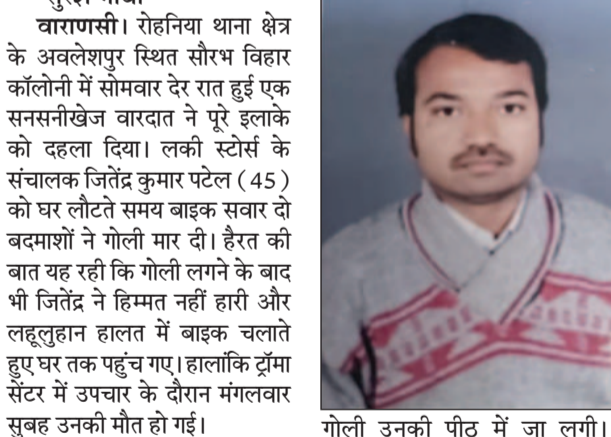 वाराणसी। रोहनिया थाना क्षेत्र
के अवलेशपुर स्थित सौरभ विहार
कॉलोनी में सोमवार देर रात हुई एक
सनसनीखेज वारदात ने पूरे इलाके
को दहला दिया। लकी स्टोर्स के
संचालक जितेंद्र कुमार पटेल (45)
को घर लौटते समय बाइक सवार दो
बदमाशों ने गोली मार दी। हैरत की
बात यह रही कि गोली लगने के बाद
भी जितेंद्र ने हिम्मत नहीं हारी और
लहूलुहान हालत में बाइक चलाते
हुए घर तक पहुंच गए। हालांकि ट्रॉमा
सेंटर में उपचार के दौरान मंगलवार
सुबह उनकी मौत हो गई।
गोली उनकी पीठ में जा लगी।